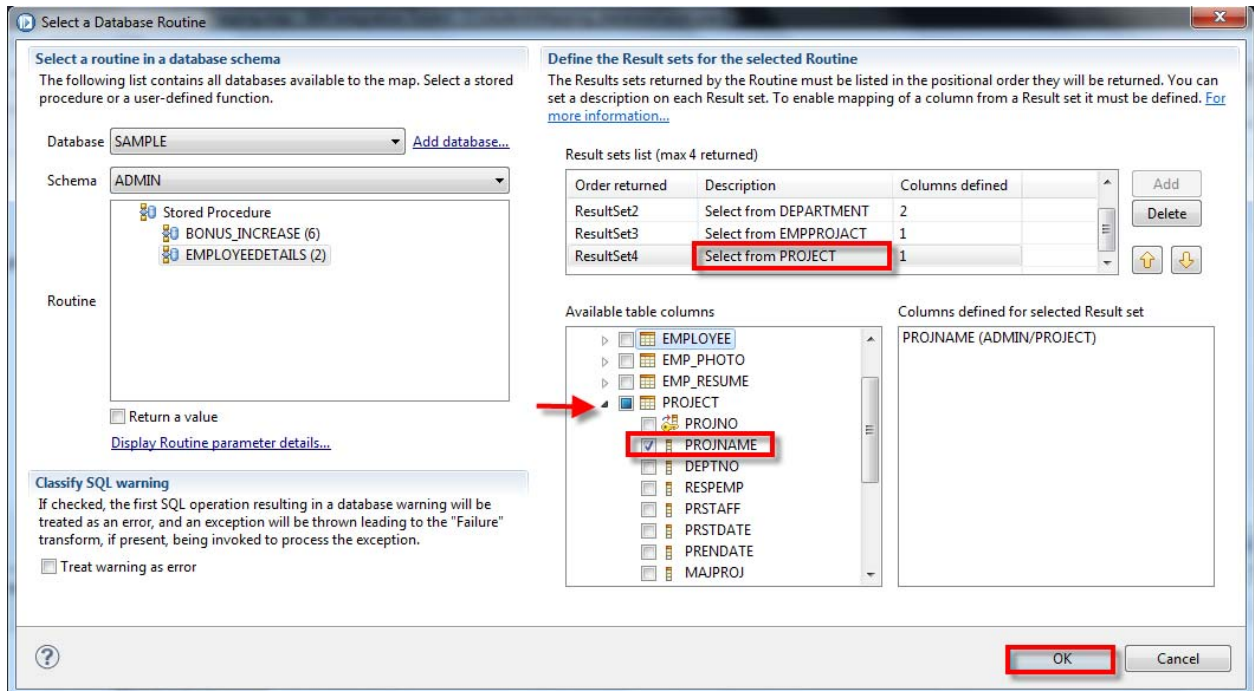 Select a Database Routine
Select a routine in a database schema
The following list contains all databases available to the map. Select a stored
procedure or a user-defined function.
Database SAMPLE Add database...
Schema ADMIN
Stored Procedure
BONUS_INCREASE (6)
EMPLOYEEDETAILS (2)
Routine
Return a value
Display Routine parameter details...
Classify SQL warning
If checked, the first SQL operation resulting in a database warning will be
treated as an error, and an exception will be thrown leading to the "Failure"
transform, if present, being invoked to process the exception.
Treat warning as error
Define the Result sets for the selected Routine
The Results sets returned by the Routine must be listed in the positional order they will be returned. You can
set a description on each Result set. To enable mapping of a column from a Result set it must be defined. For
more information...
Result sets list (max 4 returned)
Order returned Description Columns defined
ResultSet2 Select from DEPARTMENT 2
ResultSet3 Select from EMPPROJACT 1
ResultSet4 Select from PROJECT 1
Add
Delete
Available table columns
EMPLOYEE
EMP_PHOTO
EMP_RESUME
PROJECT
PROJNO
PROJNAME
DEPTNO
RESPEMP
PRSTAFF
PRSTDATE
PRENDATE
MAJPROJ
Columns defined for selected Result set
PROJNAME (ADMIN/PROJECT)
OK Cancel